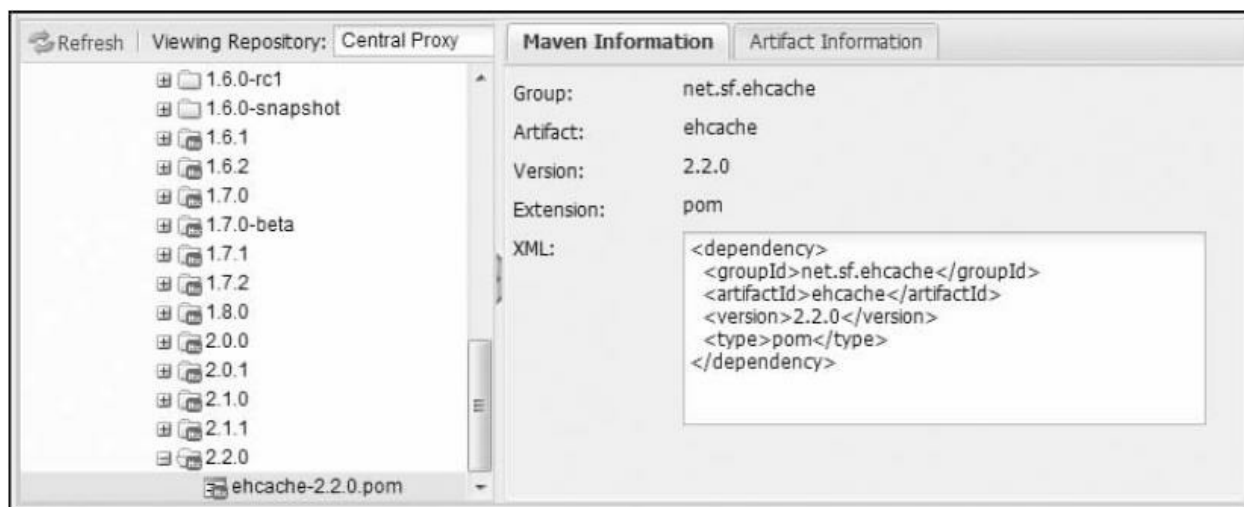 Refresh Viewing Repository: Central Proxy
1.6.0-rc1
1.6.0-snapshot
1.6.1
1.6.2
1.7.0
1.7.0-beta
1.7.1
1.7.2
1.8.0
2.0.0
2.0.1
2.1.0
2.1.1
2.2.0
ehcache-2.2.0.pom
Maven Information Artifact Information
Group: net.sf.ehcache
Artifact: ehcache
Version: 2.2.0
Extension: pom
XML: <dependency>
<groupId>net.sf.ehcache</groupId>
<artifactId>ehcache</artifactId>
<version>2.2.0</version>
<type>pom</type>
</dependency>